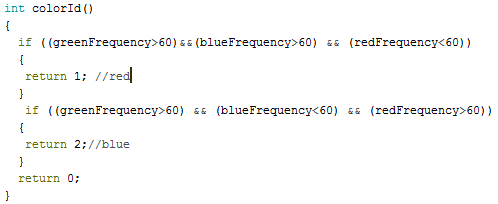 int colorId()
{
  if ((greenFrequency>60)&&(blueFrequency>60) && (redFrequency<60))
  {
   return 1; //red
  }
   if ((greenFrequency>60) && (blueFrequency<60) && (redFrequency>60))
  {
   return 2;//blue
  }
  return 0;
}